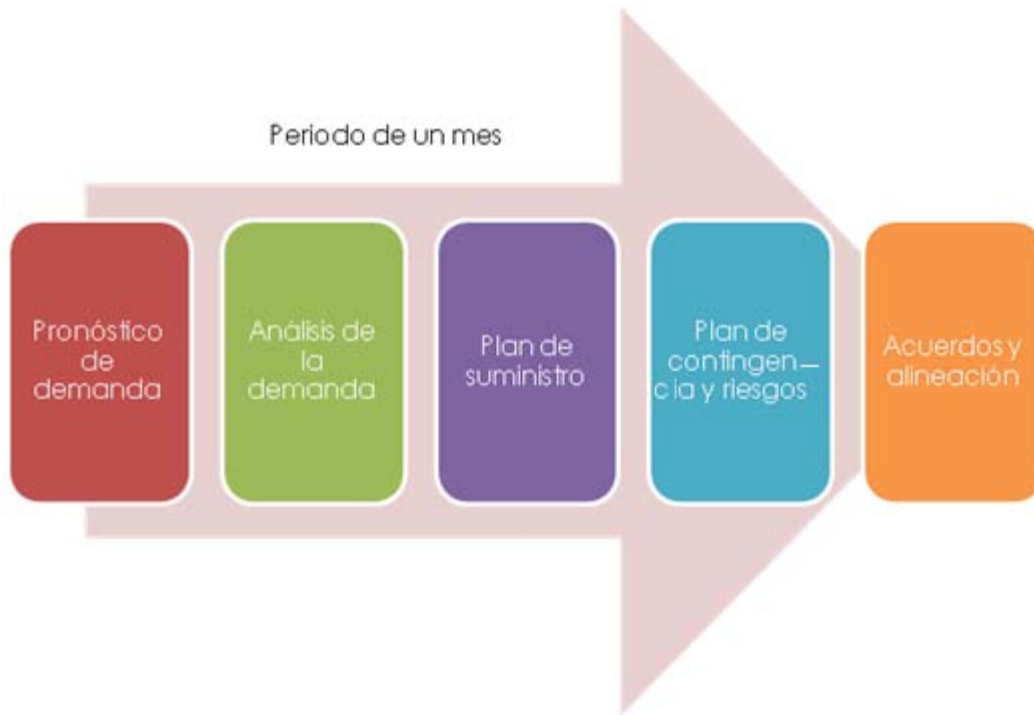 Periodo de un mes
Pronóstico
de
demanda
Análisis de
la
demanda
Plan de
suministro
Plan de
contingen—
cia y riesgos
Acuerdos y
alineación